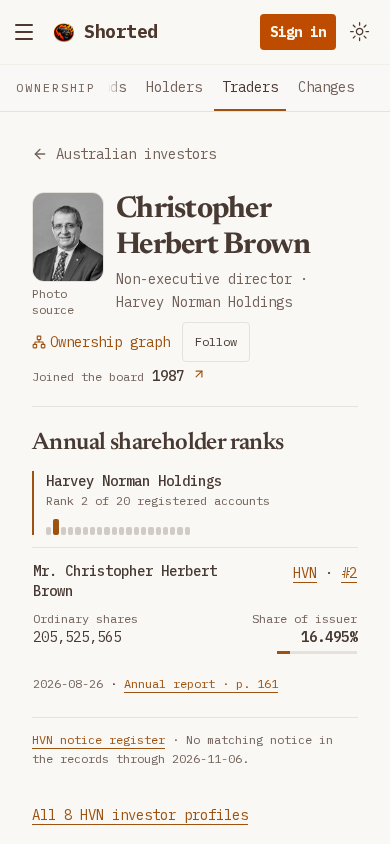 Shorted
Sign in
OWNERSHIP ds Holders Traders Changes
← Australian investors
Christopher
Herbert Brown
Non-executive director ·
Harvey Norman Holdings
Photo
source
Ownership graph Follow
Joined the board 1987 ↗
Annual shareholder ranks
Harvey Norman Holdings
Rank 2 of 20 registered accounts
Mr. Christopher Herbert
Brown
HVN · #2
Ordinary shares Share of issuer
205,525,565 16.495%
2026-08-26 · Annual report · p. 161
HVN notice register · No matching notice in
the records through 2026-11-06.
All 8 HVN investor profiles